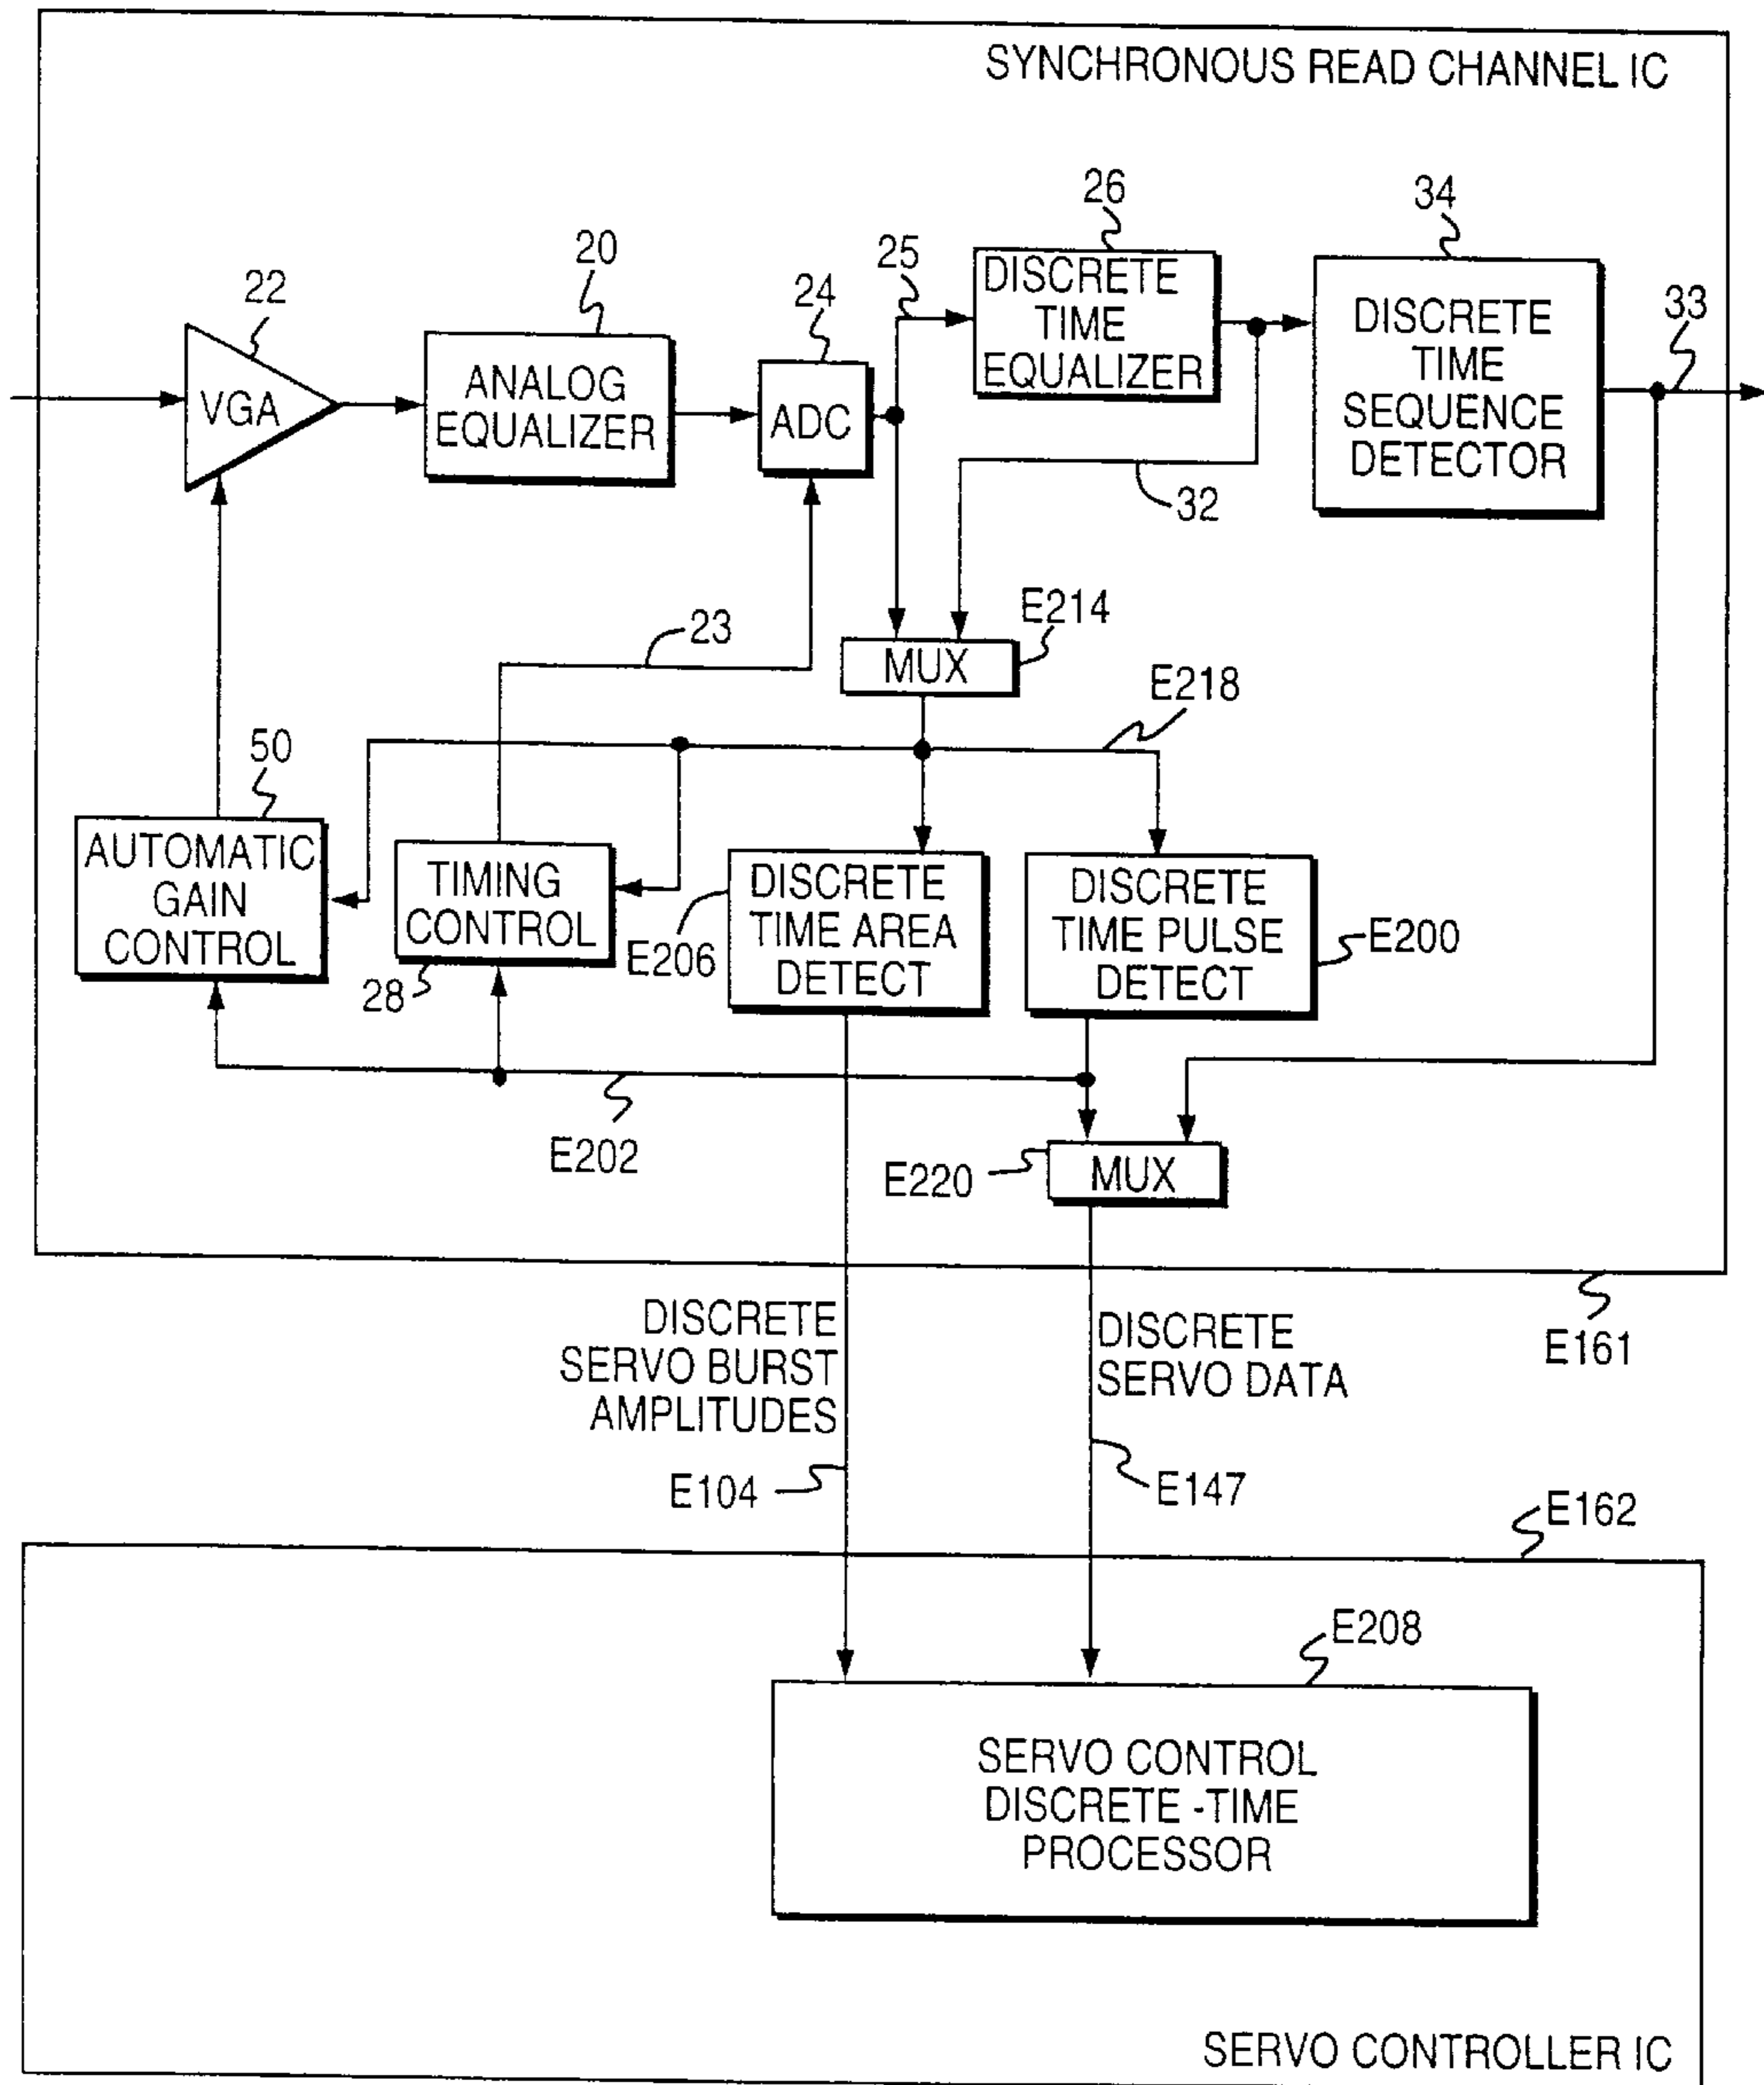 SYNCHRONOUS READ CHANNEL IC
26
34
20
25
33
22
24
DISCRETE
TIME
EQUALIZER
DISCRETE
TIME
SEQUENCE
DETECTOR
VGA
ANALOG
EQUALIZER
ADC
32
E214
23
MUX
E218
50
AUTOMATIC
GAIN
CONTROL
TIMING
CONTROL
DISCRETE
TIME AREA
DETECT
DISCRETE
TIME PULSE
DETECT
E206
E200
28
E202
E220
MUX
DISCRETE
SERVO BURST
AMPLITUDES
DISCRETE
SERVO DATA
E161
E104
E147
E162
E208
SERVO CONTROL
DISCRETE -TIME
PROCESSOR
SERVO CONTROLLER IC